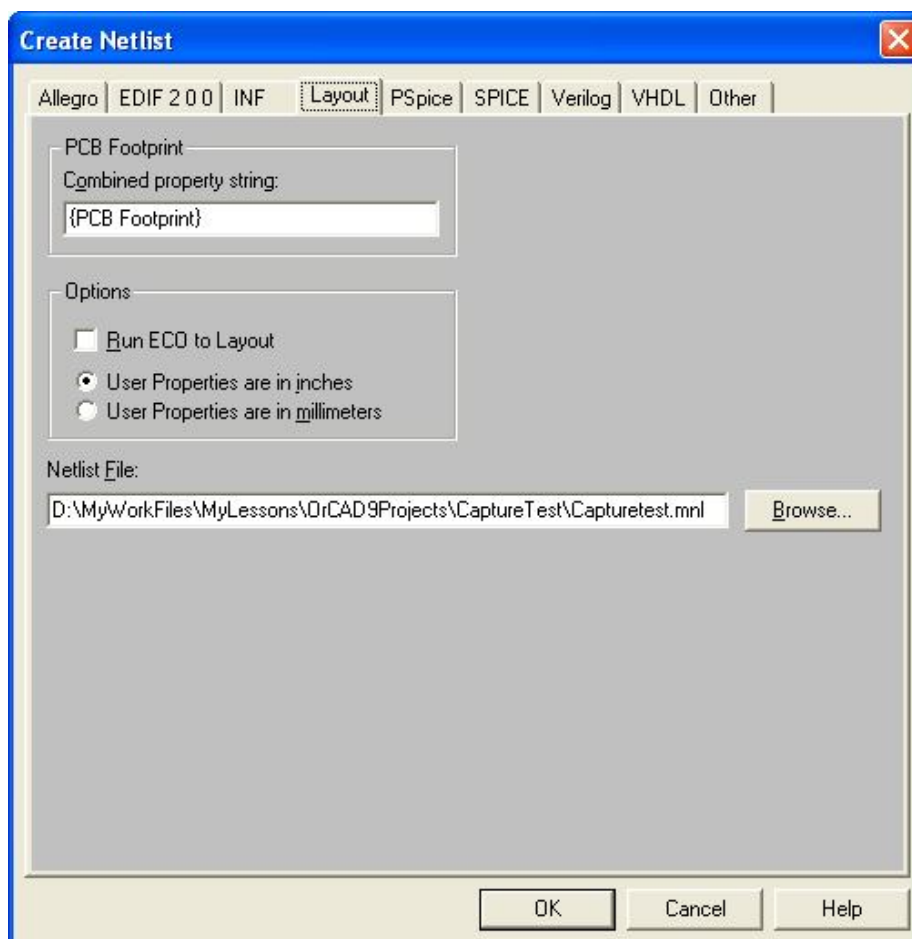 Create Netlist
Allegro EDIF 2 0 0 INF Layout PSpice SPICE Verilog VHDL Other
PCB Footprint
Combined property string:
{PCB Footprint}
Options
Run ECO to Layout
User Properties are in inches
User Properties are in millimeters
Netlist File:
D:\MyWorkFiles\MyLessons\OrCAD9Projects\CaptureTest\Capturetest.mnl Browse...
OK Cancel Help